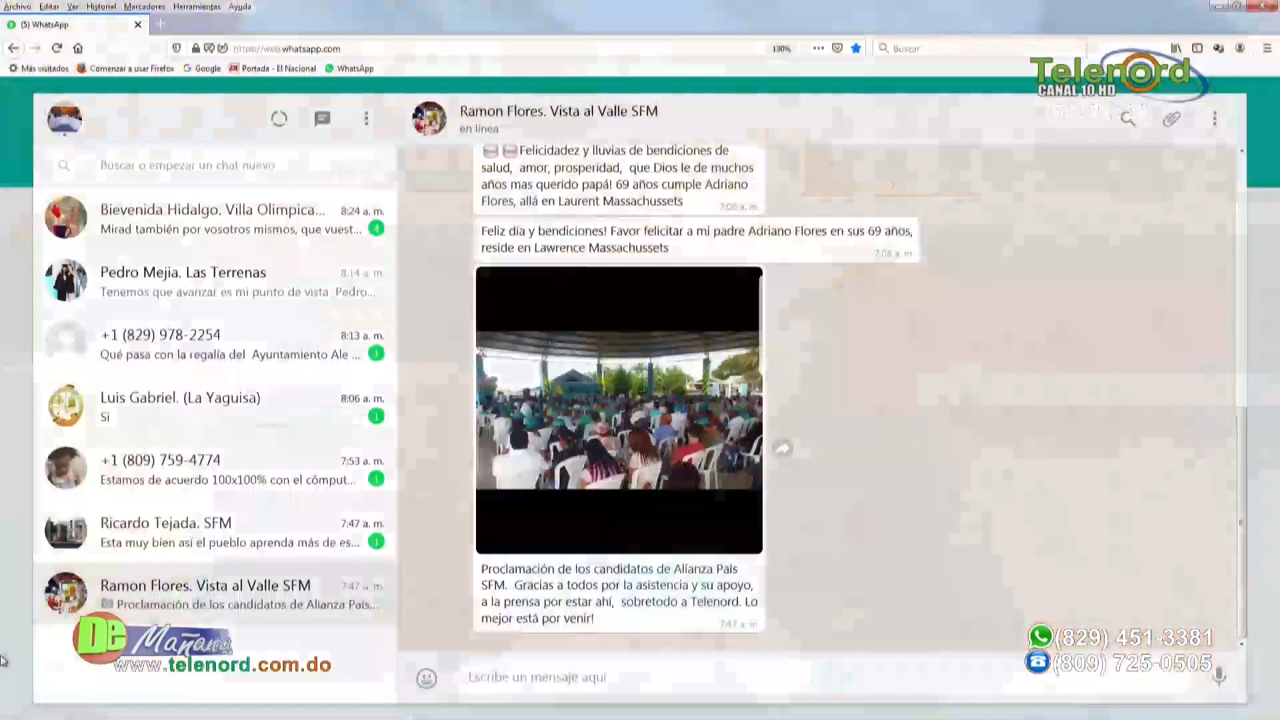 Archivo Editar Ver Historial Marcadores Herramientas Ayuda
(5) WhatsApp
https://web.whatsapp.com
130%
Buscar
Más visitados Comenzar a usar Firefox Google Portada - El Nacional WhatsApp
Telenord
CANAL 10 HD
Ramon Flores. Vista al Valle SFM
en línea
Buscar o empezar un chat nuevo
Bievenida Hidalgo. Villa Olimpica... 8:24 a. m.
Mirad también por vosotros mismos, que vuest... 4
Pedro Mejia. Las Terrenas 8:14 a. m.
Tenemos que avanzar es mi punto de vista Pedro...
+1 (829) 978-2254 8:13 a. m.
Qué pasa con la regalía del Ayuntamiento Ale ... 1
Luis Gabriel. (La Yaguisa) 8:06 a. m.
Si 1
+1 (809) 759-4774 7:53 a. m.
Estamos de acuerdo 100x100% con el cómput... 1
Ricardo Tejada. SFM 7:47 a. m.
Esta muy bien así el pueblo aprenda más de es... 1
Ramon Flores. Vista al Valle SFM 7:47 a. m.
Proclamación de los candidatos de Alianza País...
Felicidadez y lluvias de bendiciones de
salud, amor, prosperidad, que Dios le de muchos
años mas querido papá! 69 años cumple Adriano
Flores, allá en Laurent Massachussets
7:06 a. m.
Feliz día y bendiciones! Favor felicitar a mi padre Adriano Flores en sus 69 años,
reside en Lawrence Massachussets
7:08 a. m.
Proclamación de los candidatos de Alianza País
SFM. Gracias a todos por la asistencia y su apoyo,
a la prensa por estar ahí, sobretodo a Telenord. Lo
mejor está por venir!
7:47 a. m.
Escribe un mensaje aquí
De Mañana
www.telenord.com.do
(829) 451-3381
(809) 725-0505